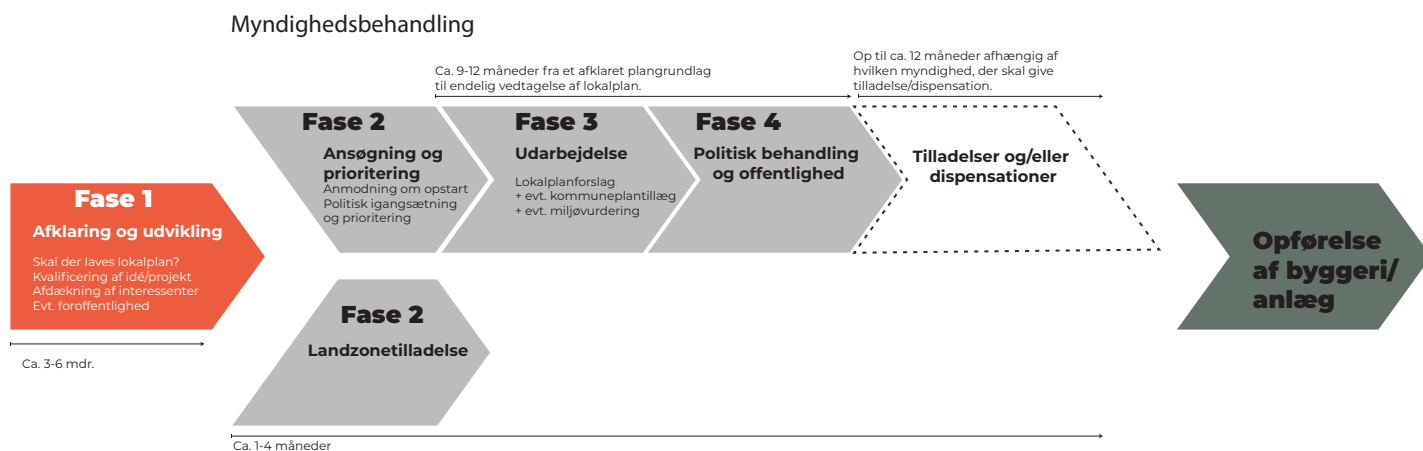 Myndighedsbehandling
Ca. 9-12 måneder fra et afklaret plangrundlag
til endelig vedtagelse af lokalplan.
Op til ca. 12 måneder afhængig af
hvilken myndighed, der skal give
tilladelse/dispensation.
Fase 1
Afklaring og udvikling
Skal der laves lokalplan?
Kvalificering af idé/projekt
Afdækning af interessenter
Evt. foroffentlighed
Ca. 3-6 mdr.
Fase 2
Ansøgning og
prioritering
Anmodning om opstart
Politisk igangsætning
og prioritering
Fase 3
Udarbejdelse
Lokalplanforslag
+ evt. kommuneplantillæg
+ evt. miljøvurdering
Fase 4
Politisk behandling
og offentlighed
Tilladelser og/eller
dispensationer
Fase 2
Landzonetilladelse
Ca. 1-4 måneder
Opførelse
af byggeri/
anlæg